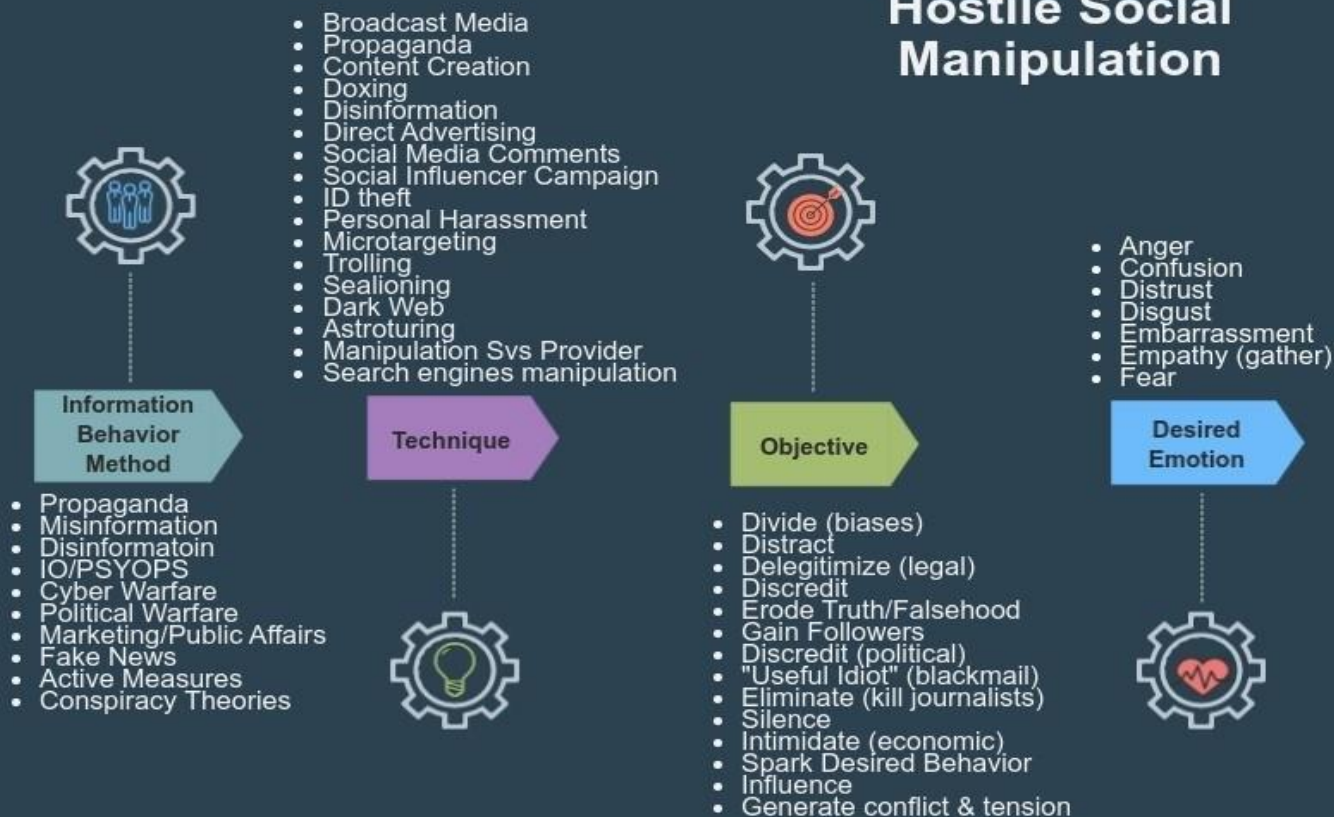 Hostile Social
Manipulation
• Broadcast Media
• Propaganda
• Content Creation
• Doxing
• Disinformation
• Direct Advertising
• Social Media Comments
• Social Influencer Campaign
• ID theft
• Personal Harassment
• Microtargeting
• Trolling
• Sealioning
• Dark Web
• Astroturing
• Manipulation Svs Provider
• Search engines manipulation
• Anger
• Confusion
• Distrust
• Disgust
• Embarrassment
• Empathy (gather)
• Fear
Information
Behavior
Method
Technique
Objective
Desired
Emotion
• Propaganda
• Misinformation
• Disinformatoin
• IO/PSYOPS
• Cyber Warfare
• Political Warfare
• Marketing/Public Affairs
• Fake News
• Active Measures
• Conspiracy Theories
• Divide (biases)
• Distract
• Delegitimize (legal)
• Discredit
• Erode Truth/Falsehood
• Gain Followers
• Discredit (political)
• "Useful Idiot" (blackmail)
• Eliminate (kill journalists)
• Silence
• Intimidate (economic)
• Spark Desired Behavior
• Influence
• Generate conflict & tension